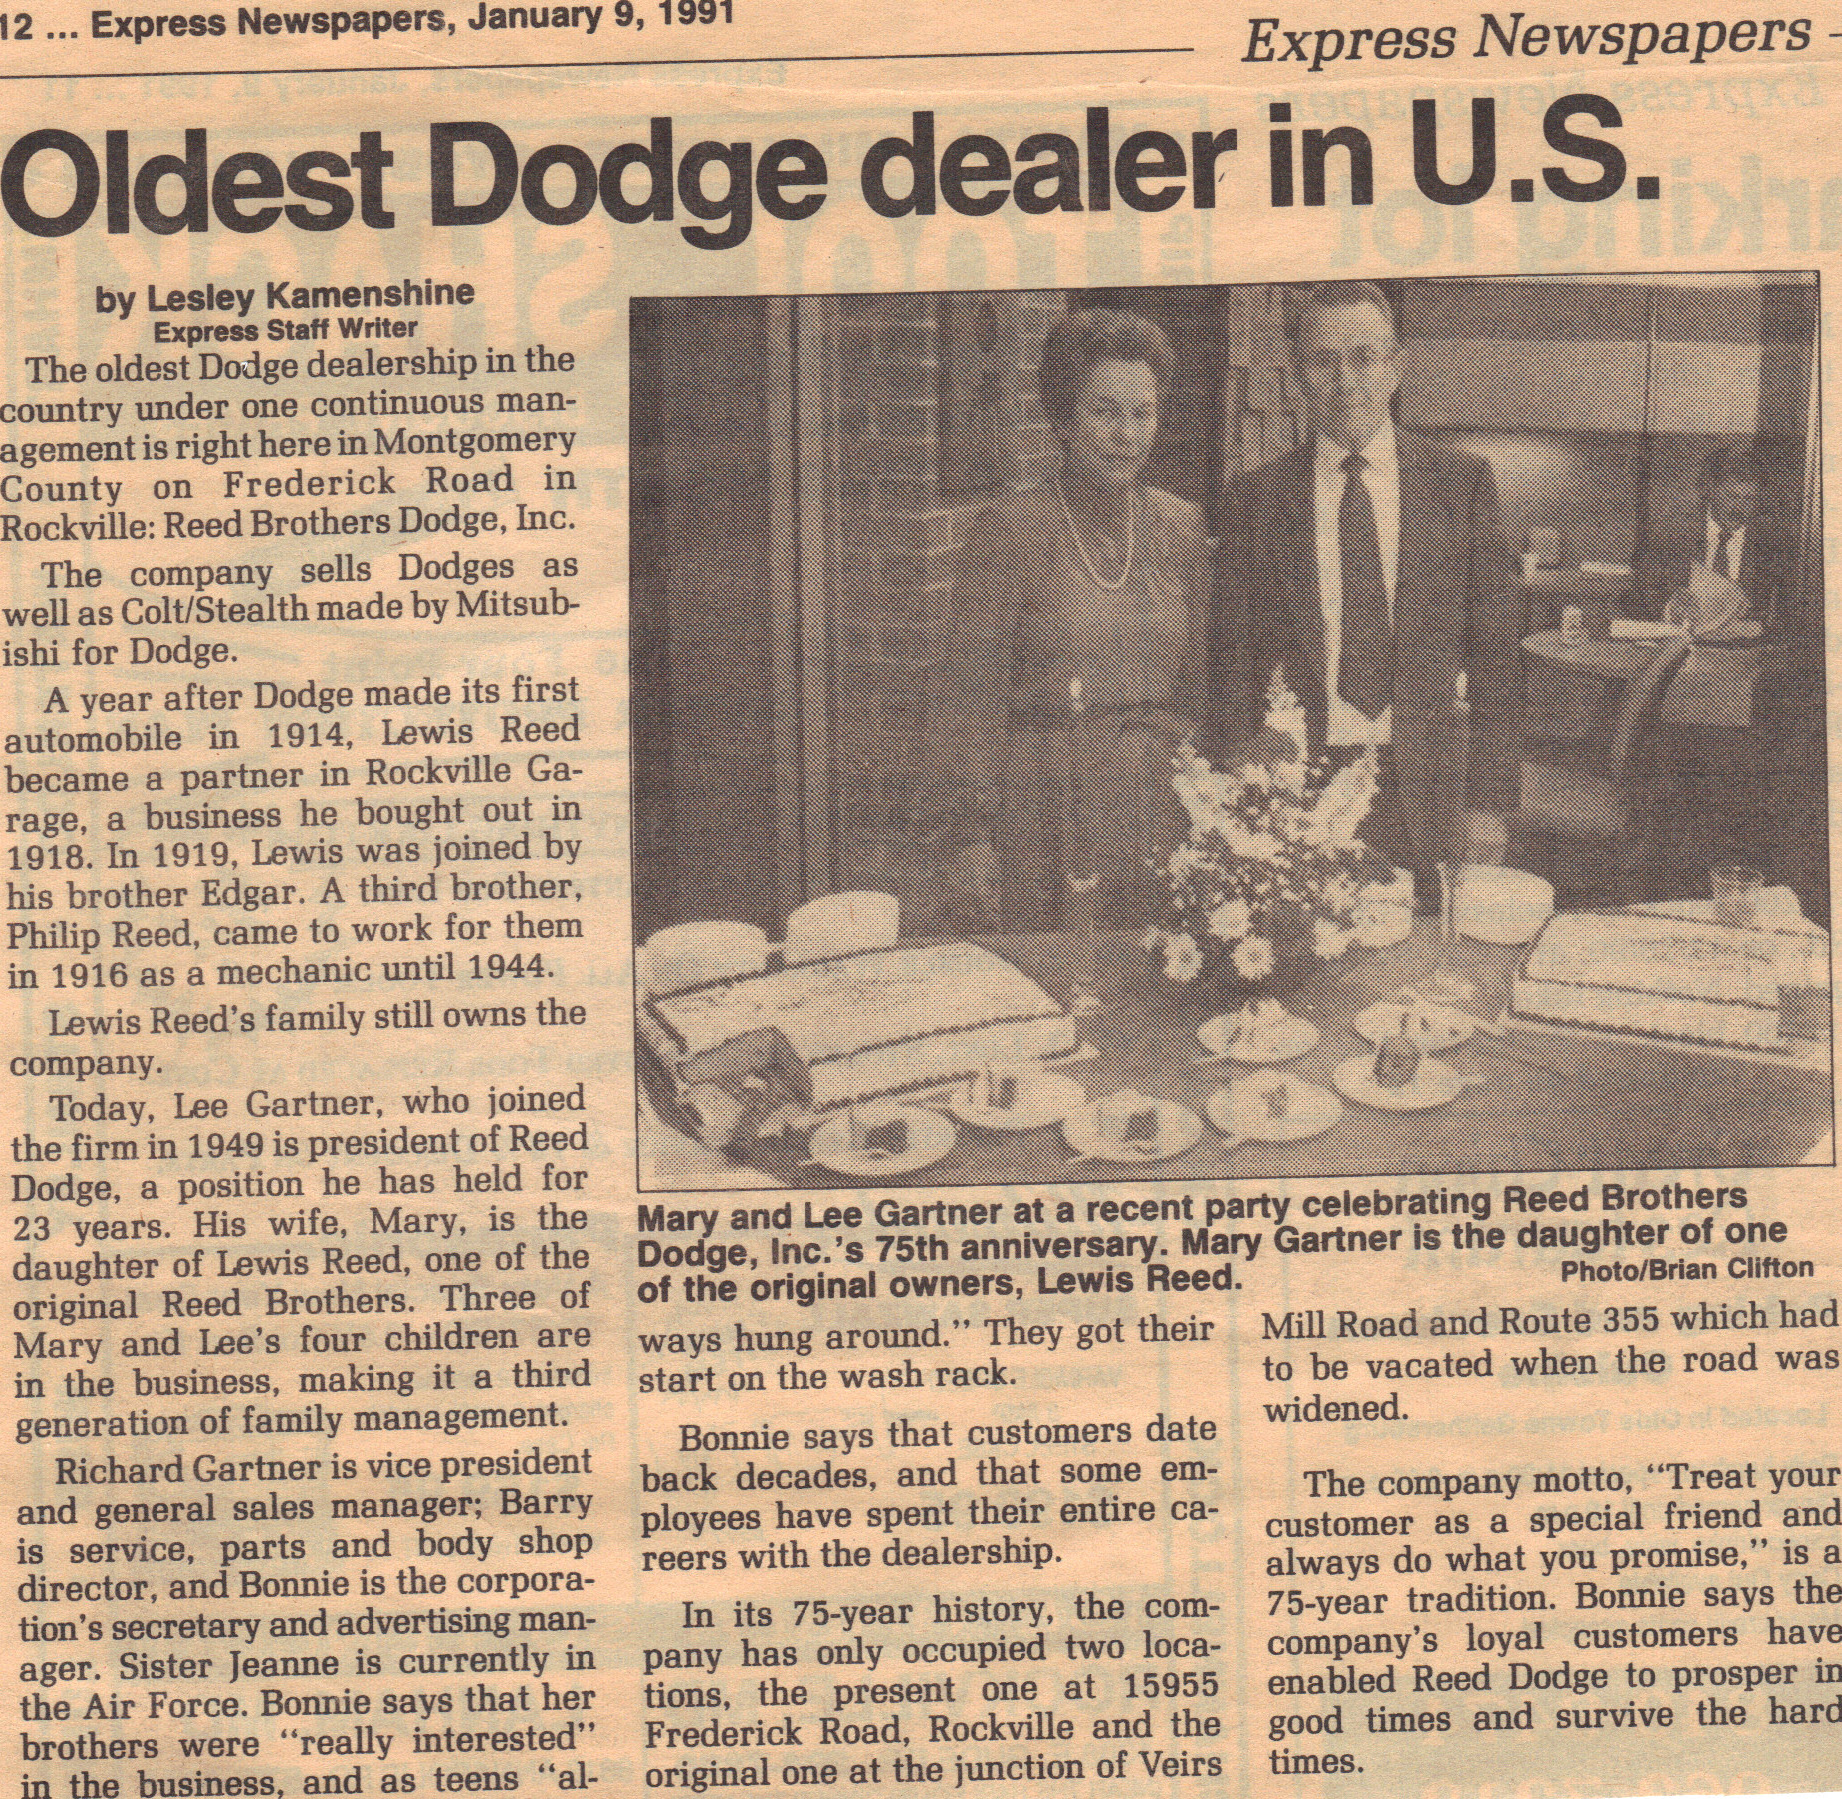 12 ... Express Newspapers, January 9, 1991
Express Newspapers
Oldest Dodge dealer in U.S.
by Lesley Kamenshine
Express Staff Writer
The oldest Dodge dealership in the
country under one continuous man-
agement is right here in Montgomery
County on Frederick Road in
Rockville: Reed Brothers Dodge, Inc.
The company sells Dodges as
well as Colt/Stealth made by Mitsub-
ishi for Dodge.
A year after Dodge made its first
automobile in 1914, Lewis Reed
became a partner in Rockville Ga-
rage, a business he bought out in
1918. In 1919, Lewis was joined by
his brother Edgar. A third brother,
Philip Reed, came to work for them
in 1916 as a mechanic until 1944.
Lewis Reed's family still owns the
company.
Today, Lee Gartner, who joined
the firm in 1949 is president of Reed
Dodge, a position he has held for
23 years. His wife, Mary, is the
daughter of Lewis Reed, one of the
original Reed Brothers. Three of
Mary and Lee's four children are
in the business, making it a third
generation of family management.
Richard Gartner is vice president
and general sales manager; Barry
is service, parts and body shop
director, and Bonnie is the corpora-
tion's secretary and advertising man-
ager. Sister Jeanne is currently in
the Air Force. Bonnie says that her
brothers were "really interested"
in the business, and as teens "al-
Mary and Lee Gartner at a recent party celebrating Reed Brothers
Dodge, Inc.'s 75th anniversary. Mary Gartner is the daughter of one
of the original owners, Lewis Reed.
Photo/Brian Clifton
ways hung around." They got their
start on the wash rack.
Bonnie says that customers date
back decades, and that some em-
ployees have spent their entire ca-
reers with the dealership.
In its 75-year history, the com-
pany has only occupied two loca-
tions, the present one at 15955
Frederick Road, Rockville and the
original one at the junction of Veirs
Mill Road and Route 355 which had
to be vacated when the road was
widened.
The company motto, "Treat your
customer as a special friend and
always do what you promise," is a
75-year tradition. Bonnie says the
company's loyal customers have
enabled Reed Dodge to prosper in
good times and survive the hard
times.